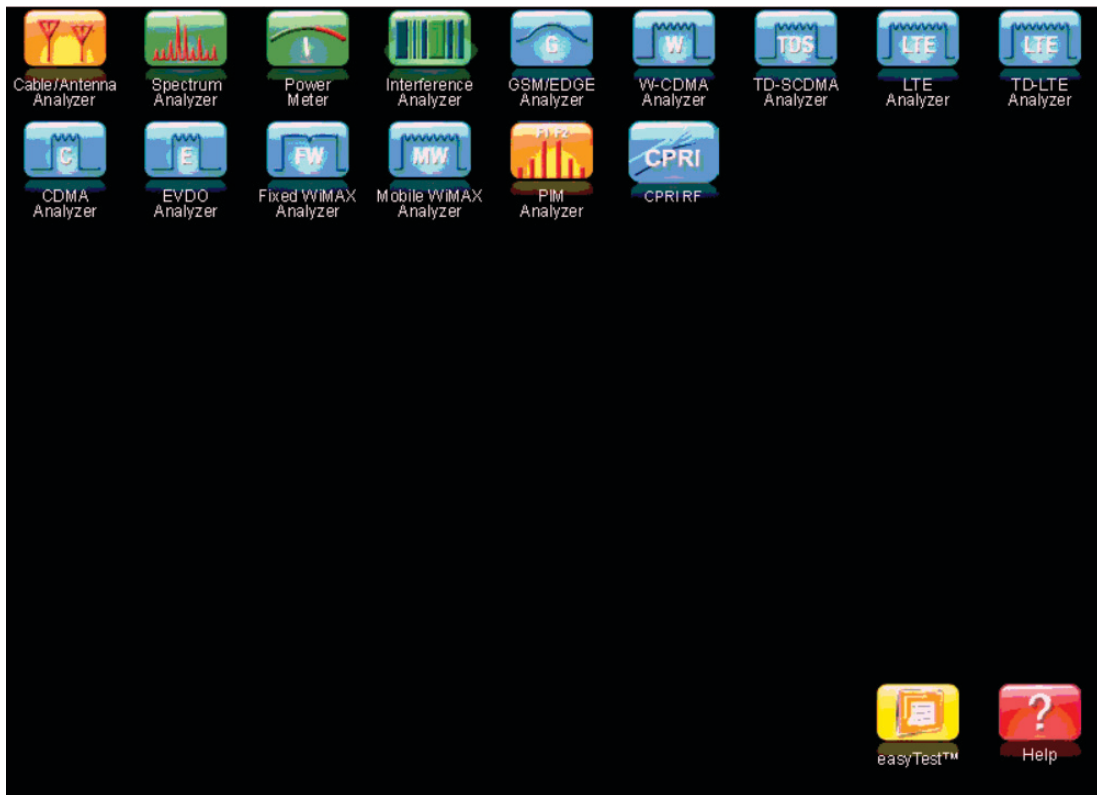 Cable/Antenna
Analyzer
Spectrum
Analyzer
Power
Meter
Interference
Analyzer
G
GSM/EDGE
Analyzer
W
W-CDMA
Analyzer
TDS
TD-SCDMA
Analyzer
LTE
LTE
Analyzer
LTE
TD-LTE
Analyzer
C
CDMA
Analyzer
E
EVDO
Analyzer
FW
Fixed WiMAX
Analyzer
MW
Mobile WiMAX
Analyzer
F1 F2
PIM
Analyzer
CPRI
CPRI RF
easyTest™
?
Help